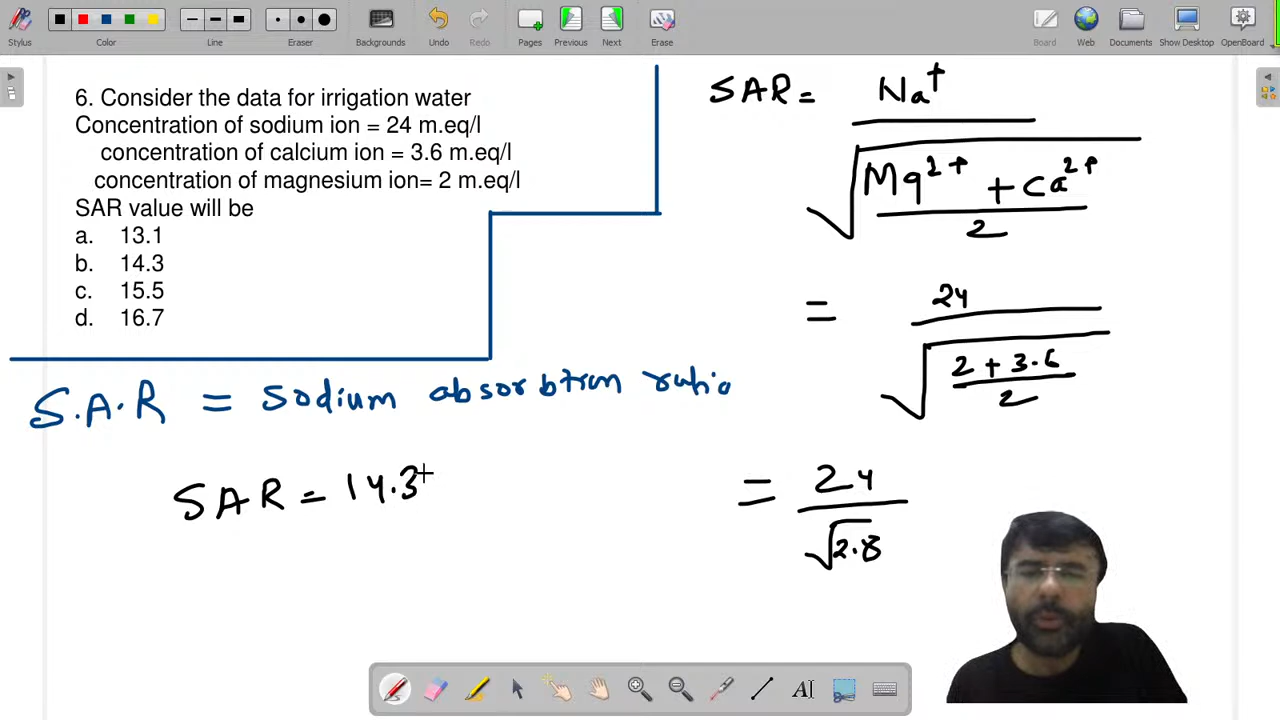 Stylus Color Line Eraser Backgrounds Undo Redo Pages Previous Next Erase Board Web Documents Show Desktop OpenBoard
6. Consider the data for irrigation water
Concentration of sodium ion = 24 m.eq/l
concentration of calcium ion = 3.6 m.eq/l
concentration of magnesium ion= 2 m.eq/l
SAR value will be
a. 13.1
b. 14.3
c. 15.5
d. 16.7
S.A.R = sodium absorbtion ratio
SAR = 14.3
SAR = Na+
√ Mg2+ + Ca2+
2
= 24
√ 2 + 3.6
2
= 24
√2.8
AI